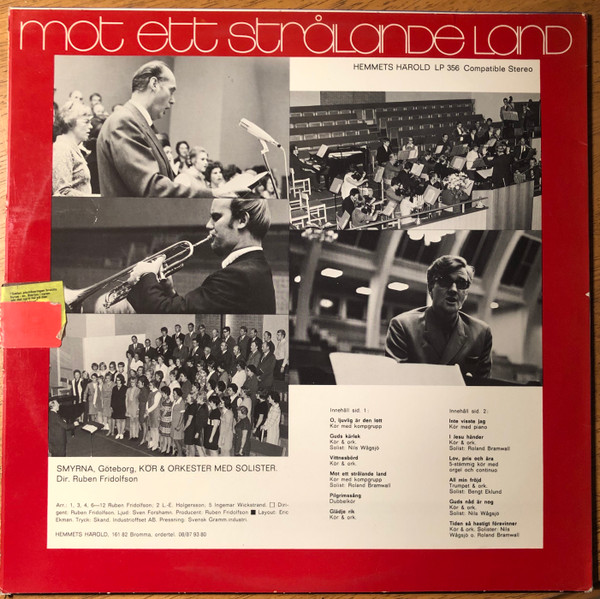 mot ett strålande land
HEMMETS HÄROLD LP 356 Compatible Stereo
SMYRNA, Göteborg, KÖR & ORKESTER MED SOLISTER.
Dir. Ruben Fridolfson
Arr.: 1, 3, 4, 6—12 Ruben Fridolfson: 2 L-E. Holgersson. 5 Ingemar Wickstrand. [ ] Diri-
gent: Ruben Fridolfson, Ljud: Sven Forshamn. Producent: Ruben Fridolfson ■ Layout: Eric
Ekman, Tryck: Skand. Industrioffset AB. Pressning: Svensk Gramm.industri.
HEMMETS HÄROLD, 161 82 Bromma, ordertel. 08/87 93 80
Innehåll sid. 1:
O, ljuvlig är den lott
Kör med kompgrupp
Guds kärlek
Kör & ork.
Solist: Nils Wågsjö
Vittnesbörd
Kör & ork.
Mot ett strålande land
Kör med kompgrupp
Solist: Roland Bramwall
Pilgrimssång
Dubbelkör
Glädje rik
Kör & ork.
Innehåll sid. 2:
Inte visste jag
Kör med piano
I Jesu händer
Kör & ork.
Solist: Roland Bramwall
Lov, pris och ära
5-stämmig kör med
orgel och continuo
All min fröjd
Trumpet & ork.
Solist: Bengt Eklund
Guds nåd är nog
Kör & ork.
Solist: Nils Wågsjö
Tiden så hastigt försvinner
Kör & ork. Solister: Nils
Wågsjö o. Roland Bramwall